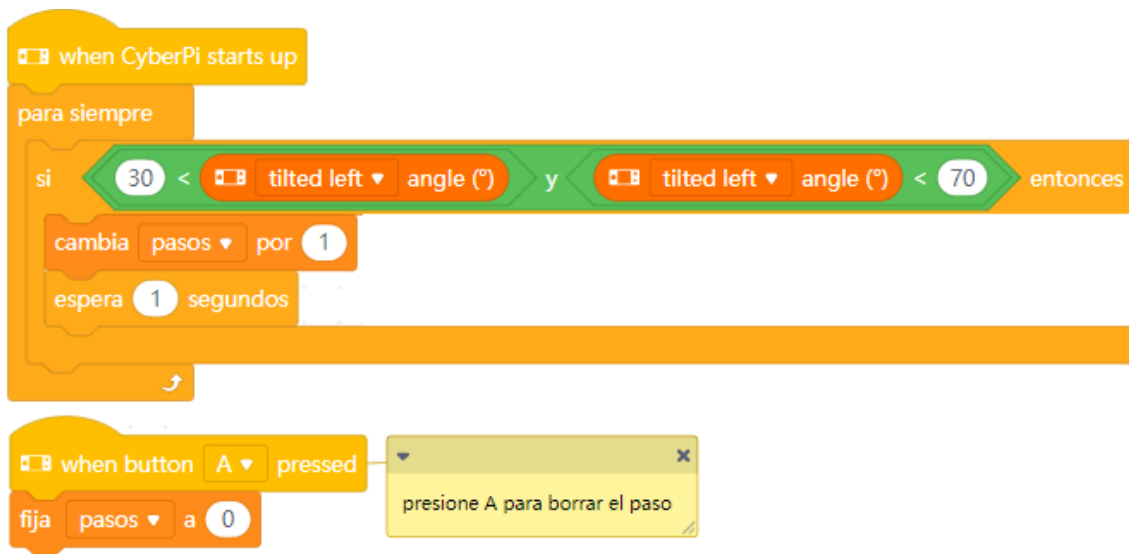 when CyberPi starts up
para siempre
si 30 < tilted left angle (°) y tilted left angle (°) < 70 entonces
cambia pasos por 1
espera 1 segundos
when button A pressed
fija pasos a 0
presione A para borrar el paso